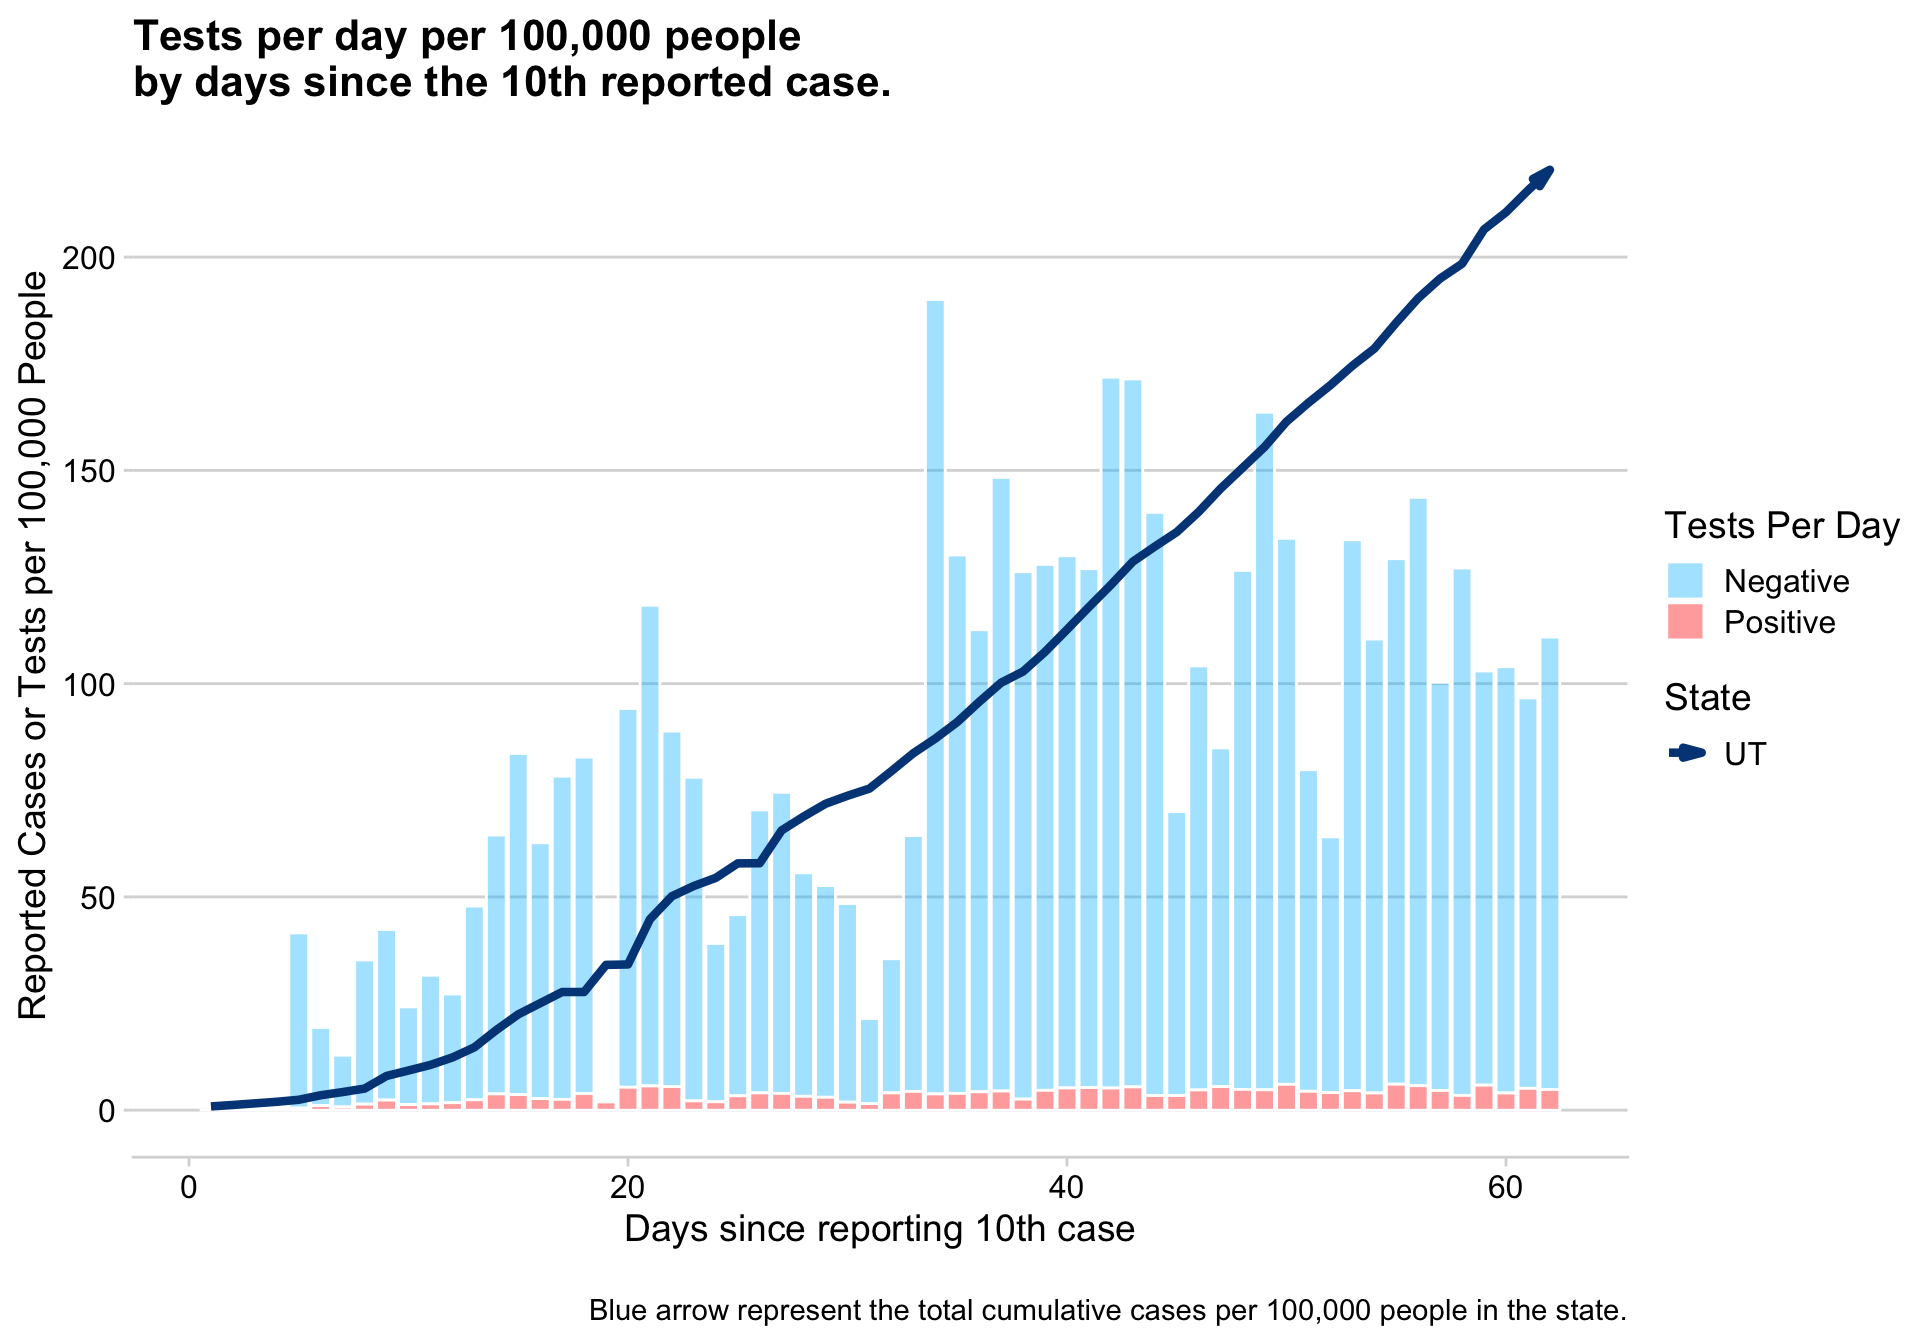 Tests per day per 100,000 people
by days since the 10th reported case.
Reported Cases or Tests per 100,000 People
200
150
100
50
0
0
20
40
60
Days since reporting 10th case
Tests Per Day
Negative
Positive
State
UT
Blue arrow represent the total cumulative cases per 100,000 people in the state.